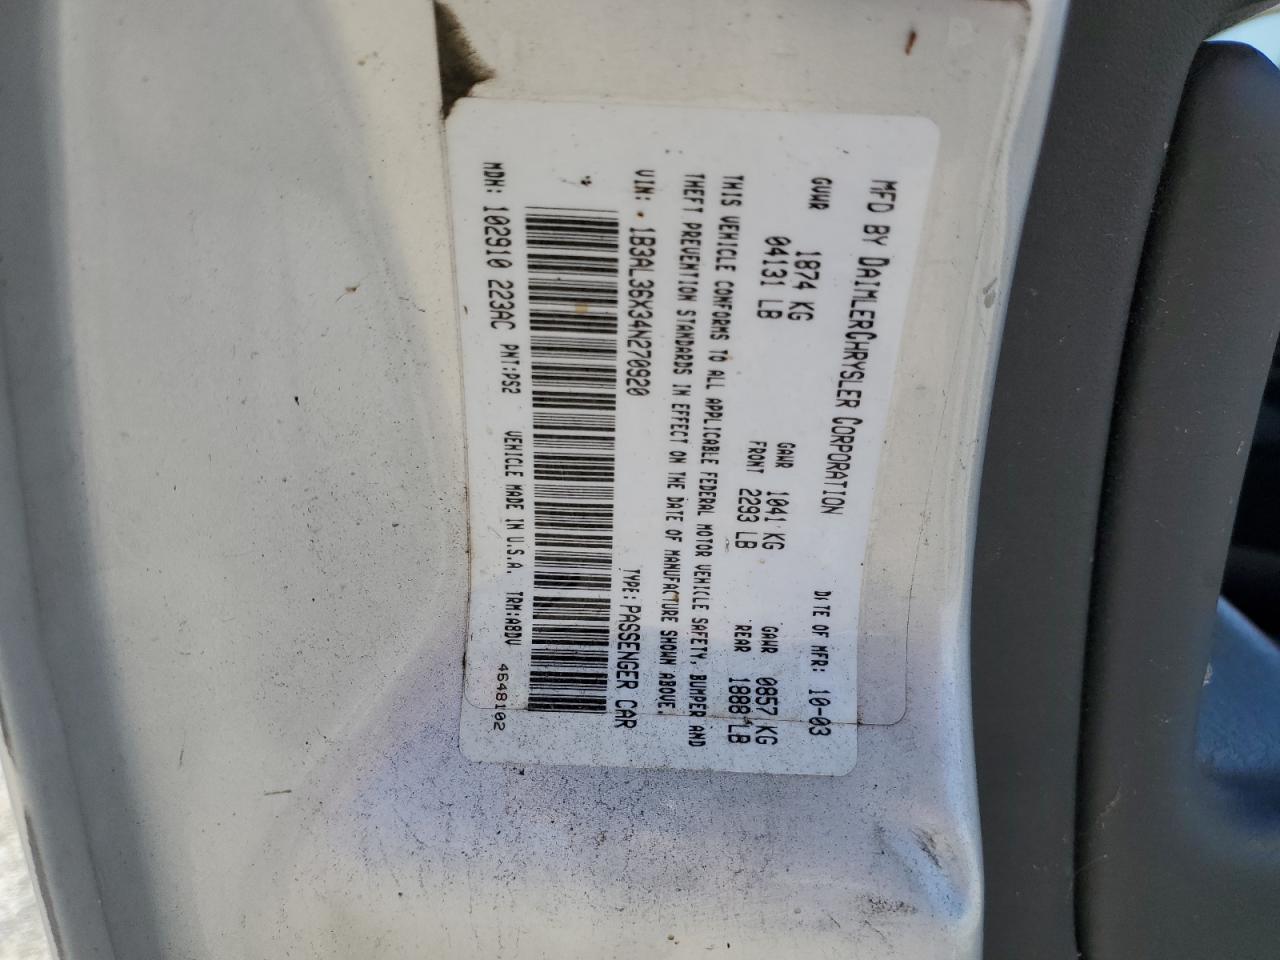 MFD BY DAIMLERCHRYSLER CORPORATION
DATE OF MFR: 10-03
GVWR 1874 KG
04131 LB
GAWR FRONT 1041 KG
2293 LB
GAWR REAR 0857 KG
1888 LB
THIS VEHICLE CONFORMS TO ALL APPLICABLE FEDERAL MOTOR VEHICLE SAFETY, BUMPER AND
THEFT PREVENTION STANDARDS IN EFFECT ON THE DATE OF MANUFACTURE SHOWN ABOVE.
VIN: 1B3AL36X34N270920
TYPE: PASSENGER CAR
MDH: 102910 223AC PNT:PS2 VEHICLE MADE IN U.S.A. TRM:A8DV 4648102